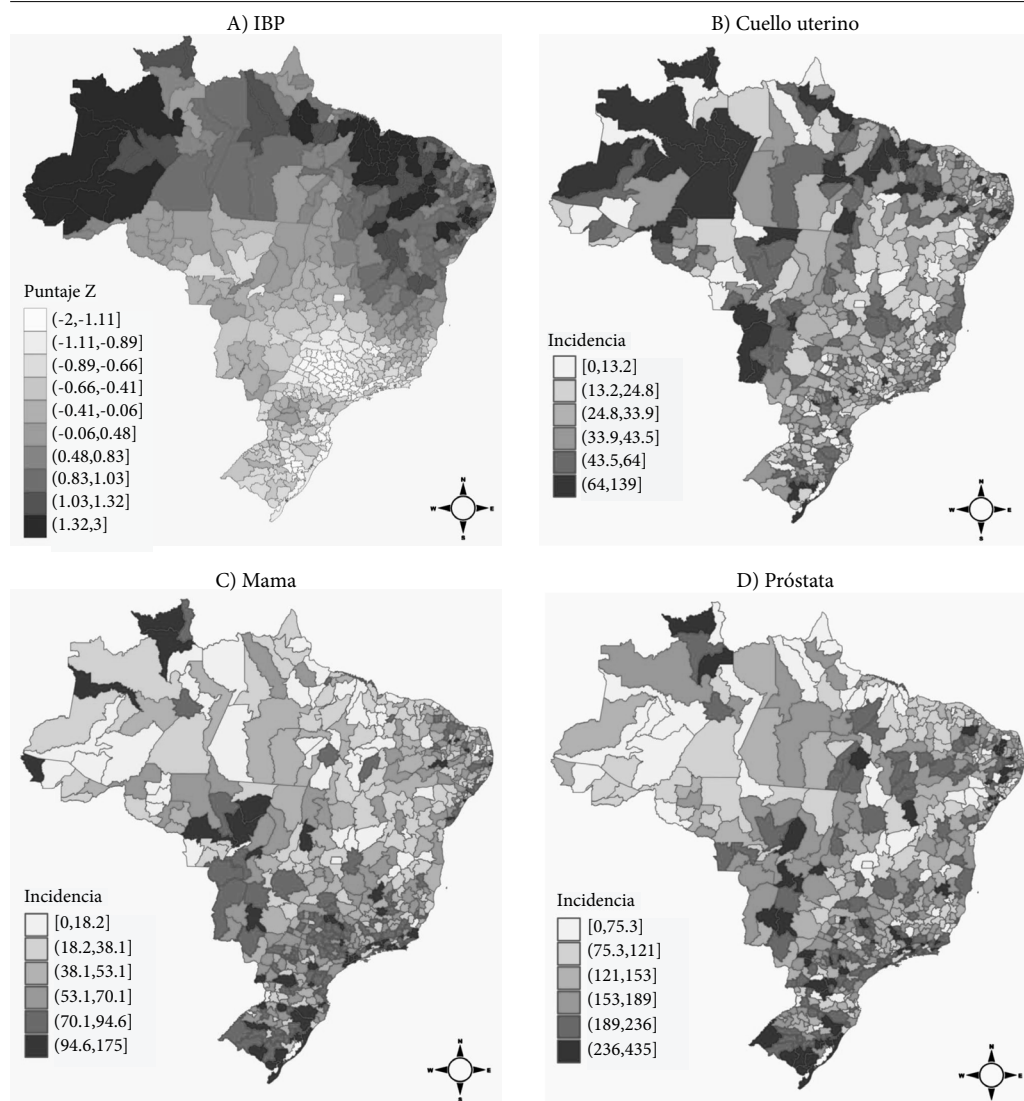 A) IBP
Puntaje Z
(-2,-1.11]
(-1.11,-0.89]
(-0.89,-0.66]
(-0.66,-0.41]
(-0.41,-0.06]
(-0.06,0.48]
(0.48,0.83]
(0.83,1.03]
(1.03,1.32]
(1.32,3]
N
W E
S
B) Cuello uterino
Incidencia
[0,13.2]
(13.2,24.8]
(24.8,33.9]
(33.9,43.5]
(43.5,64]
(64,139]
N
W E
S
C) Mama
Incidencia
[0,18.2]
(18.2,38.1]
(38.1,53.1]
(53.1,70.1]
(70.1,94.6]
(94.6,175]
N
W E
S
D) Próstata
Incidencia
[0,75.3]
(75.3,121]
(121,153]
(153,189]
(189,236]
(236,435]
N
W E